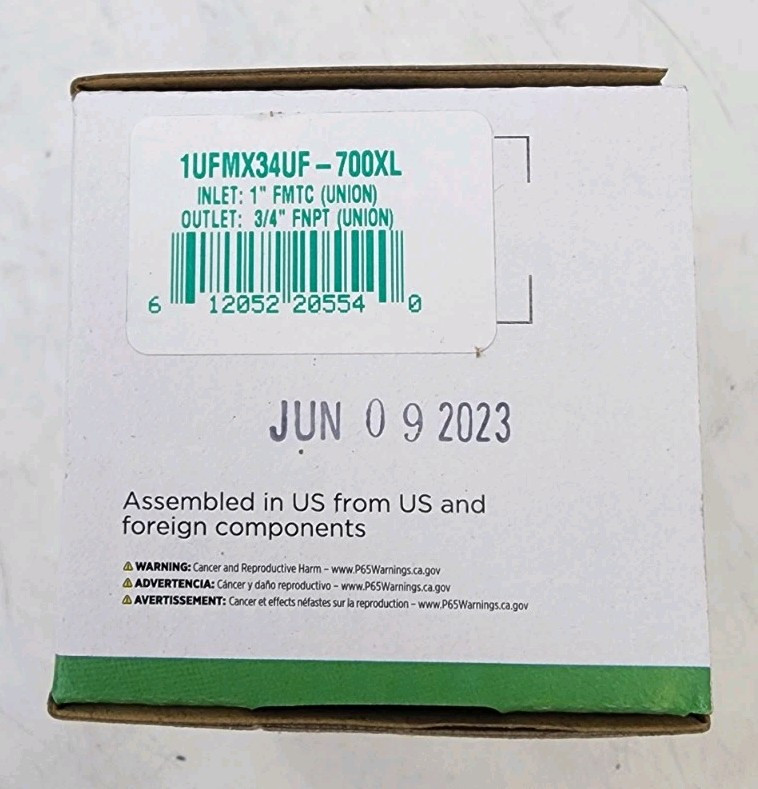 1UFMX34UF-700XL
INLET: 1" FMTC (UNION)
OUTLET: 3/4" FNPT (UNION)
6 12052 20554 0
JUN 09 2023
Assembled in US from US and
foreign components
⚠ WARNING: Cancer and Reproductive Harm – www.P65Warnings.ca.gov
⚠ ADVERTENCIA: Cáncer y daño reproductivo – www.P65Warnings.ca.gov
⚠ AVERTISSEMENT: Cancer et effects néfastes sur la reproduction – www.P65Warnings.ca.gov